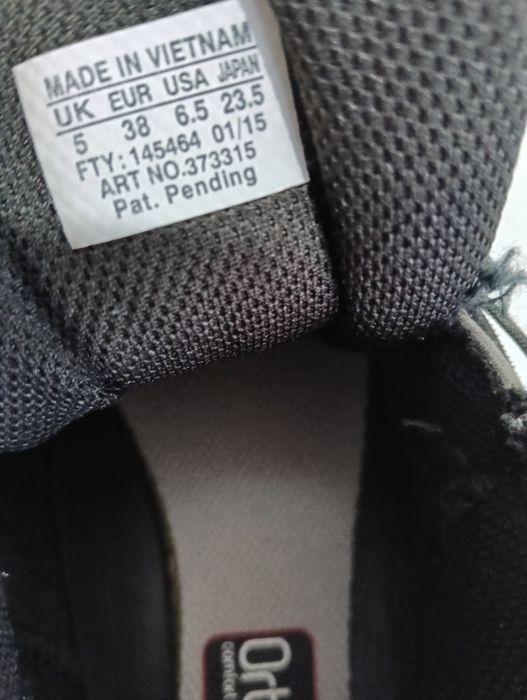 MADE IN VIETNAM
UK EUR USA JAPAN
5 38 6.5 23.5
FTY: 145464 01/15
ART NO.373315
Pat. Pending